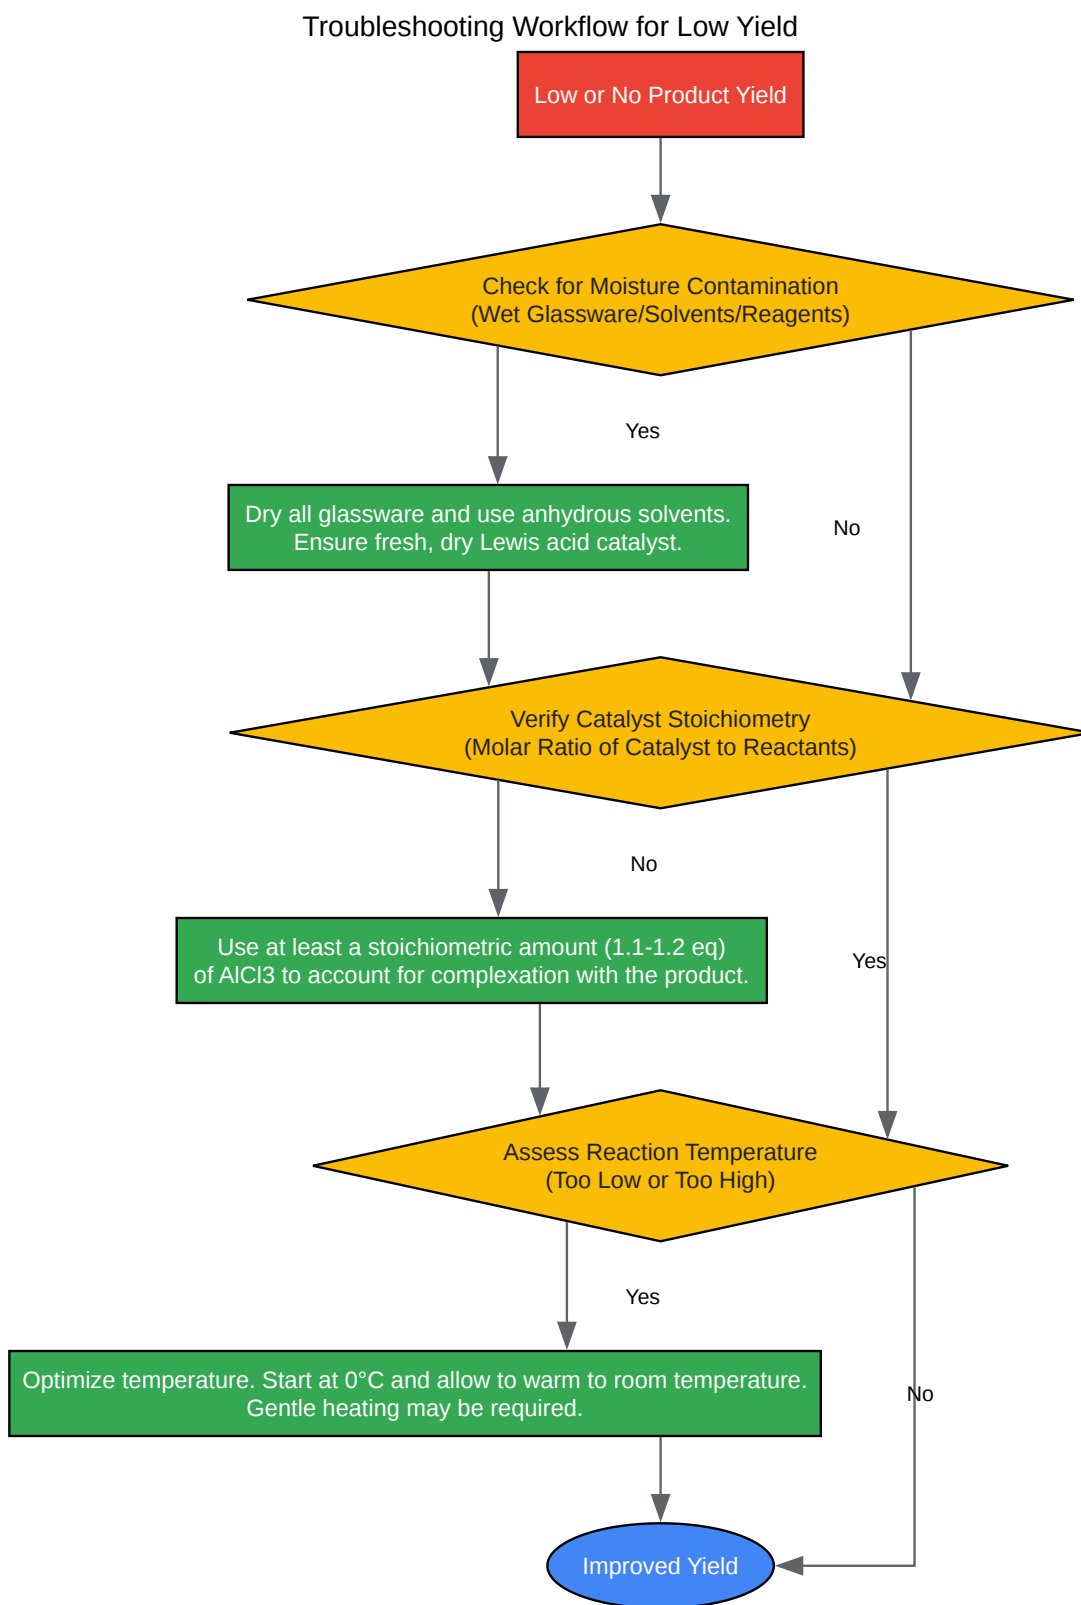 Troubleshooting Workflow for Low Yield
Low or No Product Yield
Check for Moisture Contamination
(Wet Glassware/Solvents/Reagents)
Yes
Dry all glassware and use anhydrous solvents.
Ensure fresh, dry Lewis acid catalyst.
No
Verify Catalyst Stoichiometry
(Molar Ratio of Catalyst to Reactants)
No
Use at least a stoichiometric amount (1.1-1.2 eq)
of AlCl3 to account for complexation with the product.
Yes
Assess Reaction Temperature
(Too Low or Too High)
Yes
Optimize temperature. Start at 0°C and allow to warm to room temperature.
Gentle heating may be required.
No
Improved Yield